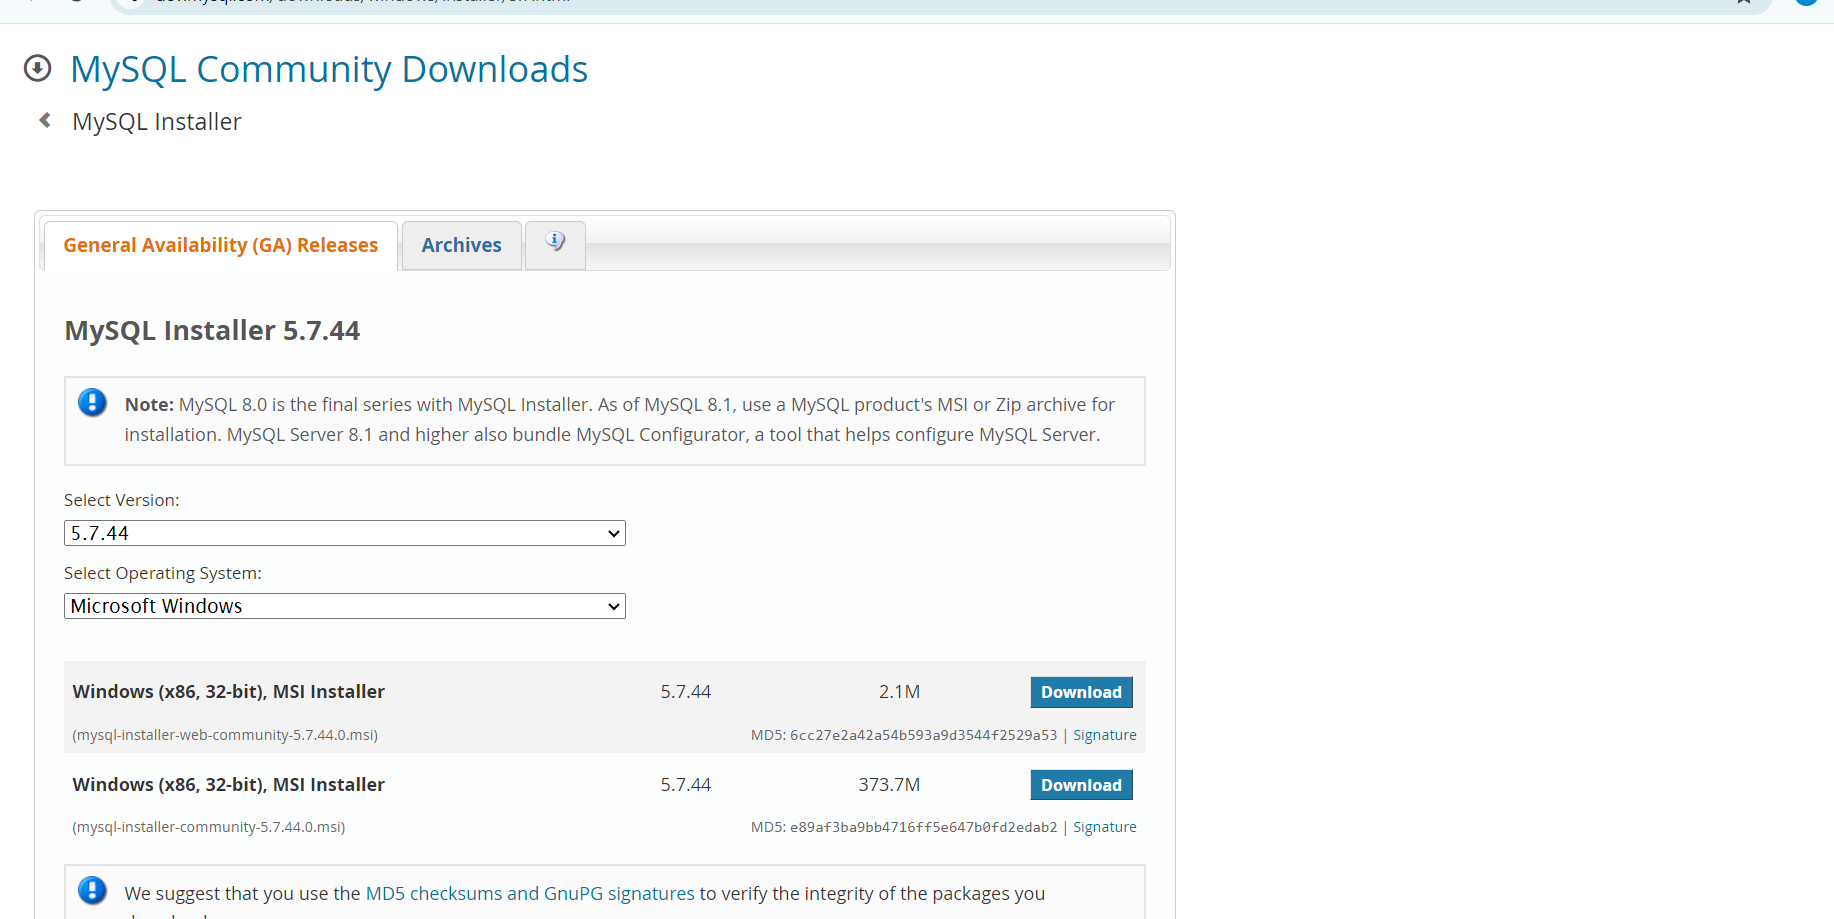 MySQL Community Downloads
MySQL Installer
General Availability (GA) Releases
Archives
MySQL Installer 5.7.44
Note: MySQL 8.0 is the final series with MySQL Installer. As of MySQL 8.1, use a MySQL product's MSI or Zip archive for
installation. MySQL Server 8.1 and higher also bundle MySQL Configurator, a tool that helps configure MySQL Server.
Select Version:
5.7.44
Select Operating System:
Microsoft Windows
Windows (x86, 32-bit), MSI Installer 5.7.44 2.1M Download
(mysql-installer-web-community-5.7.44.0.msi) MD5: 6cc27e2a42a54b593a9d3544f2529a53 | Signature
Windows (x86, 32-bit), MSI Installer 5.7.44 373.7M Download
(mysql-installer-community-5.7.44.0.msi) MD5: e89af3ba9bb4716ff5e647b0fd2edab2 | Signature
We suggest that you use the MD5 checksums and GnuPG signatures to verify the integrity of the packages you